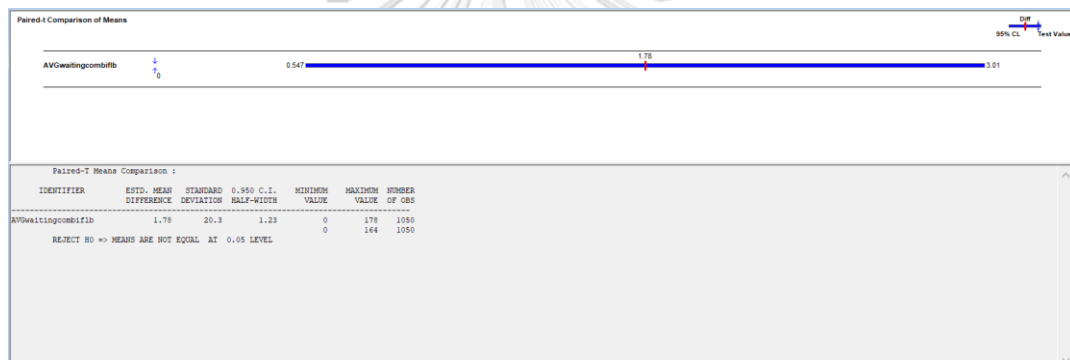 Paired-t Comparison of Means
Diff
95% CL Test Value
1.78
AVGwaitingcombiflb 0 0.547 3.01
Paired-T Means Comparison :
IDENTIFIER ESTD. MEAN STANDARD 0.950 C.I. MINIMUM MAXIMUM NUMBER
DIFFERENCE DEVIATION HALF-WIDTH VALUE VALUE OF OBS
AVGwaitingcombiflb 1.78 20.3 1.23 0 178 1050
0 164 1050
REJECT H0 => MEANS ARE NOT EQUAL AT 0.05 LEVEL